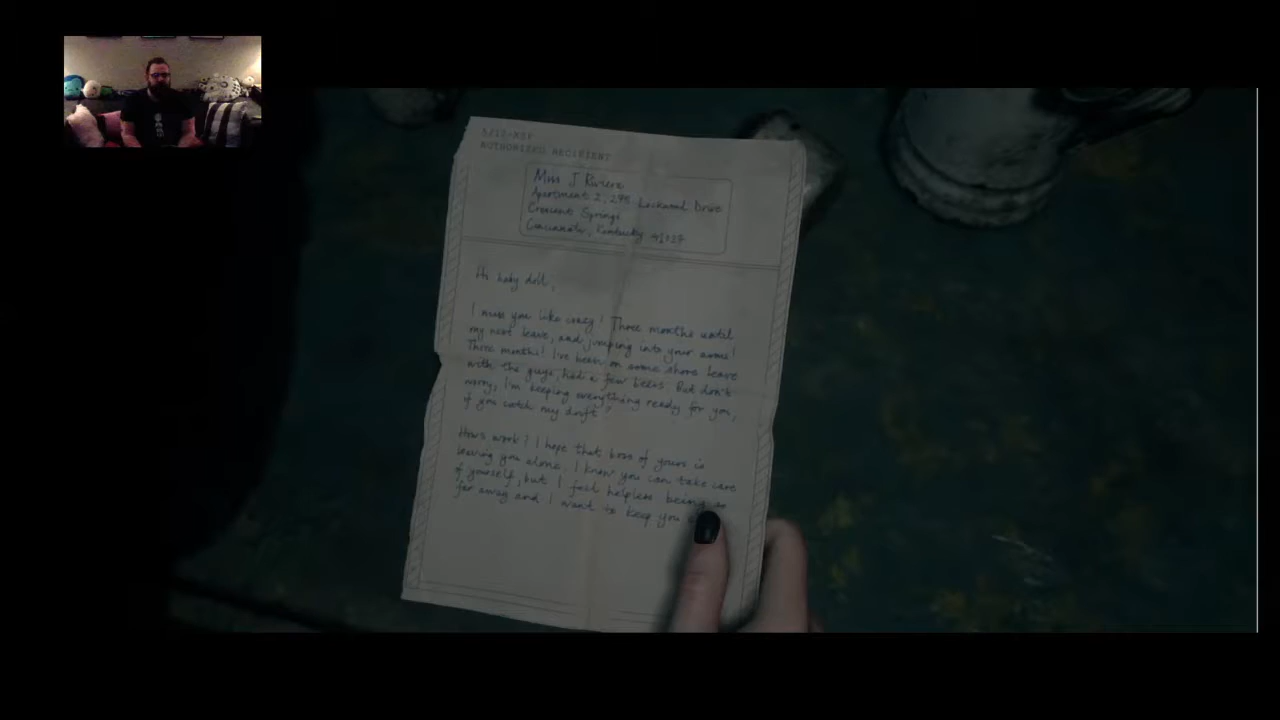 AUTHORISED RECIPIENT
Miss J Riviera
Apartment 2, 295 Lockwood Drive
Crescent Springs
Cincinnati, Kentucky 41037
Hi baby doll,
I miss you like crazy! Three months until
my next leave, and jumping into your arms!
Three months! I've been on some shore leave
with the guys, had a few beers. But don't
worry, I'm keeping everything ready for you,
if you catch my drift?
How's work? I hope that boss of yours is
leaving you alone. I know you can take care
of yourself, but I feel helpless being so
far away and I want to keep you